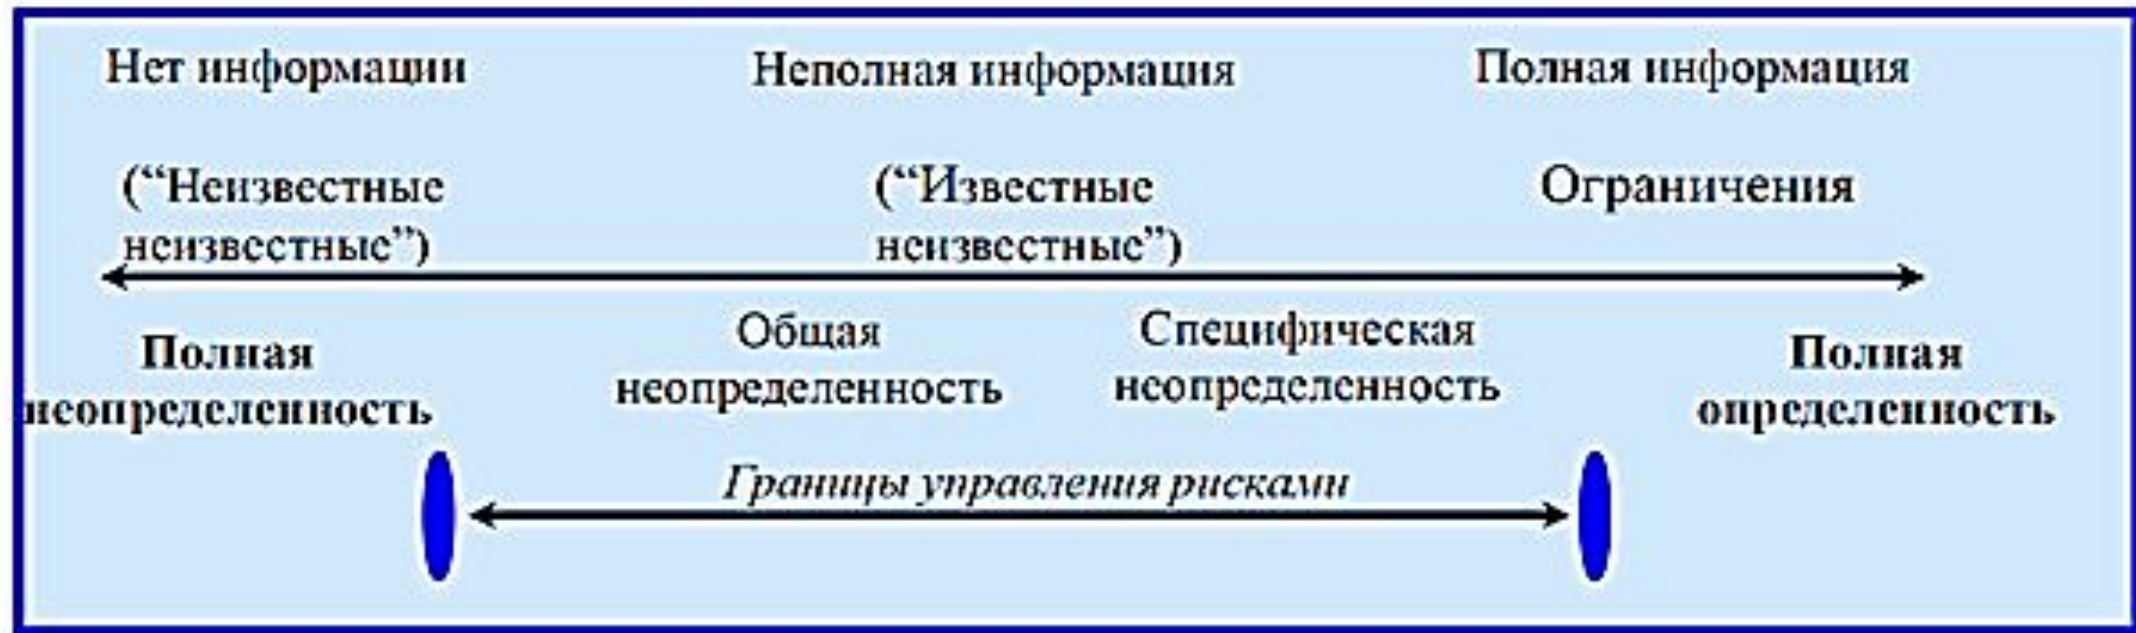 Нет информации
Неполная информация
Полная информация
(“Неизвестные
неизвестные”)
(“Известные
неизвестные”)
Ограничения
Полная
неопределенность
Общая
неопределенность
Специфическая
неопределенность
Полная
определенность
Границы управления рисками